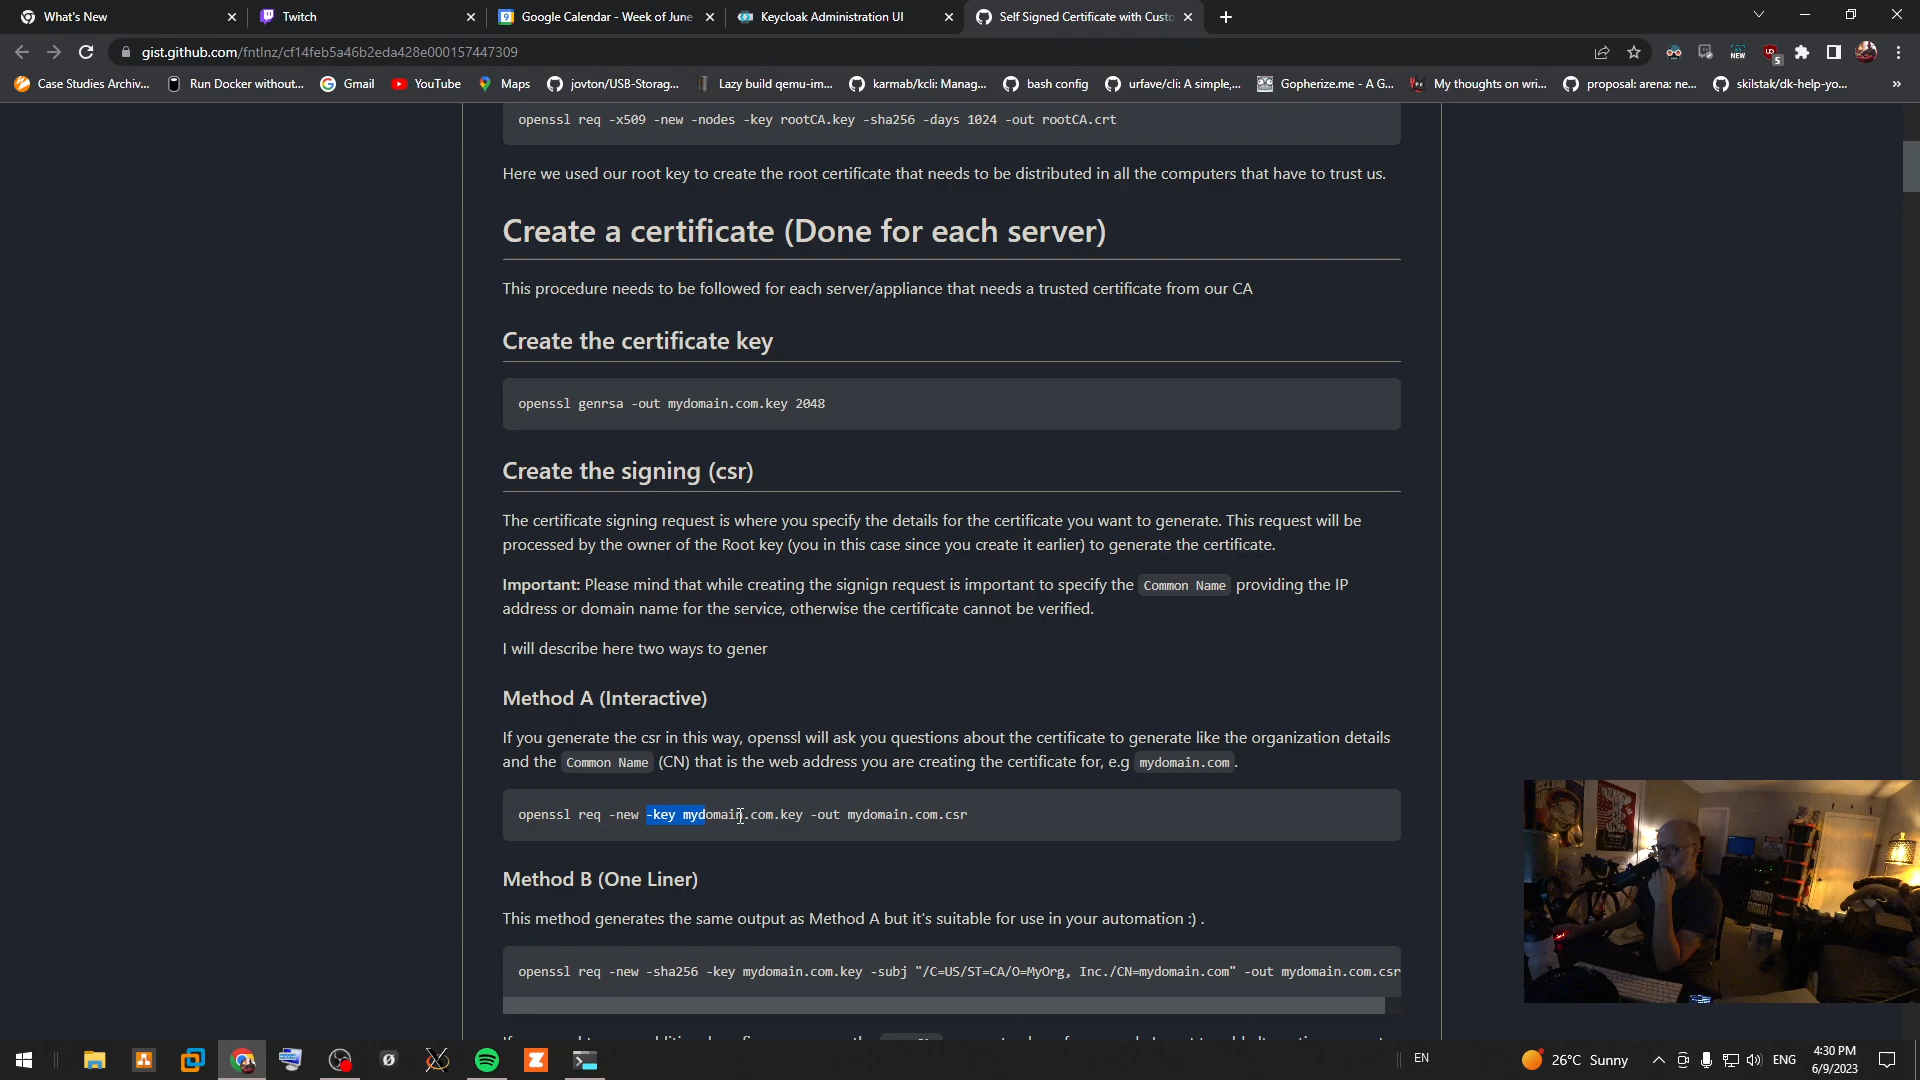 What's New
Twitch
Google Calendar - Week of June
Keycloak Administration UI
Self Signed Certificate with Custo
gist.github.com/fntlnz/cf14feb5a46b2eda428e000157447309
NEW
5
Case Studies Archiv...
Run Docker without...
Gmail
YouTube
Maps
jovton/USB-Storag...
Lazy build qemu-im...
karmab/kcli: Manag...
bash config
urfave/cli: A simple,...
Gopherize.me - A G...
My thoughts on wri...
proposal: arena: ne...
skilstak/dk-help-yo...
»
openssl req -x509 -new -nodes -key rootCA.key -sha256 -days 1024 -out rootCA.crt
Here we used our root key to create the root certificate that needs to be distributed in all the computers that have to trust us.
Create a certificate (Done for each server)
This procedure needs to be followed for each server/appliance that needs a trusted certificate from our CA
Create the certificate key
openssl genrsa -out mydomain.com.key 2048
Create the signing (csr)
The certificate signing request is where you specify the details for the certificate you want to generate. This request will be
processed by the owner of the Root key (you in this case since you create it earlier) to generate the certificate.
Important: Please mind that while creating the signign request is important to specify the Common Name providing the IP
address or domain name for the service, otherwise the certificate cannot be verified.
I will describe here two ways to gener
Method A (Interactive)
If you generate the csr in this way, openssl will ask you questions about the certificate to generate like the organization details
and the Common Name (CN) that is the web address you are creating the certificate for, e.g mydomain.com.
openssl req -new -key mydomain.com.key -out mydomain.com.csr
Method B (One Liner)
This method generates the same output as Method A but it's suitable for use in your automation :) .
openssl req -new -sha256 -key mydomain.com.key -subj "/C=US/ST=CA/O=MyOrg, Inc./CN=mydomain.com" -out mydomain.com.csr
EN
26°C Sunny
ENG
4:30 PM
6/9/2023